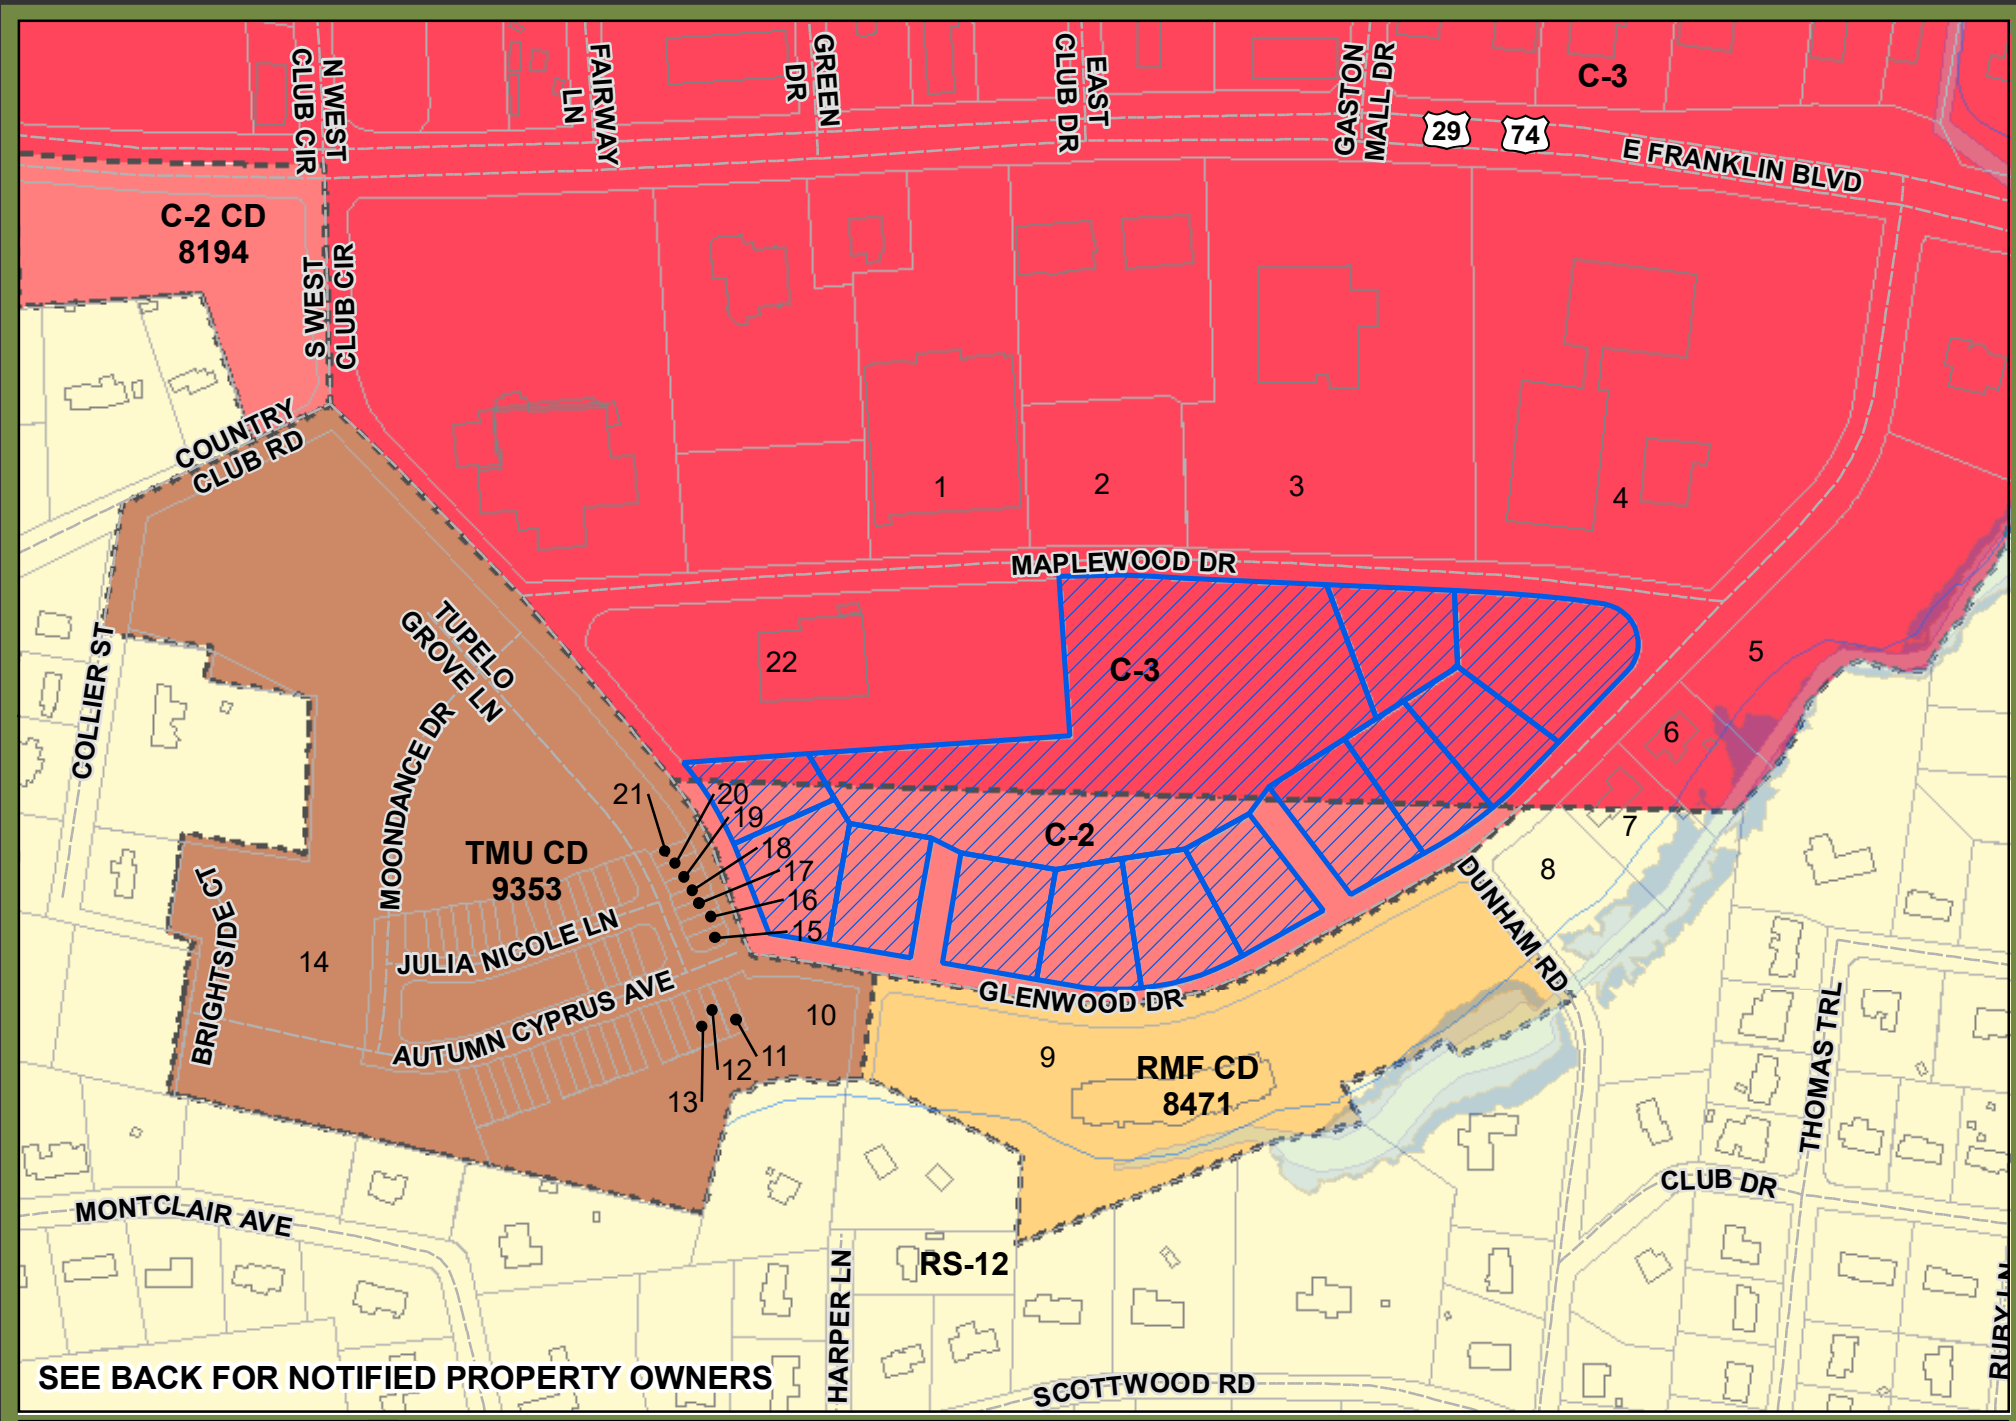 CLUB CIR
N WEST
LN
FAIRWAY
DR
GREEN
CLUB DR
EAST
GASTON
MALL DR
C-3
29
74
E FRANKLIN BLVD
C-2 CD
8194
S WEST
CLUB CIR
COUNTRY
CLUB RD
1
2
3
4
MAPLEWOOD DR
TUPELO
GROVE LN
COLLIER ST
22
C-3
5
6
MOONDANCE DR
21
20
19
18
17
16
15
C-2
7
8
TMU CD
9353
DUNHAM RD
BRIGHTSIDE CT
14
JULIA NICOLE LN
AUTUMN CYPRUS AVE
GLENWOOD DR
10
11
12
13
9
RMF CD
8471
THOMAS TRL
CLUB DR
MONTCLAIR AVE
RS-12
HARPER LN
RUBY LN
SEE BACK FOR NOTIFIED PROPERTY OWNERS
SCOTTWOOD RD